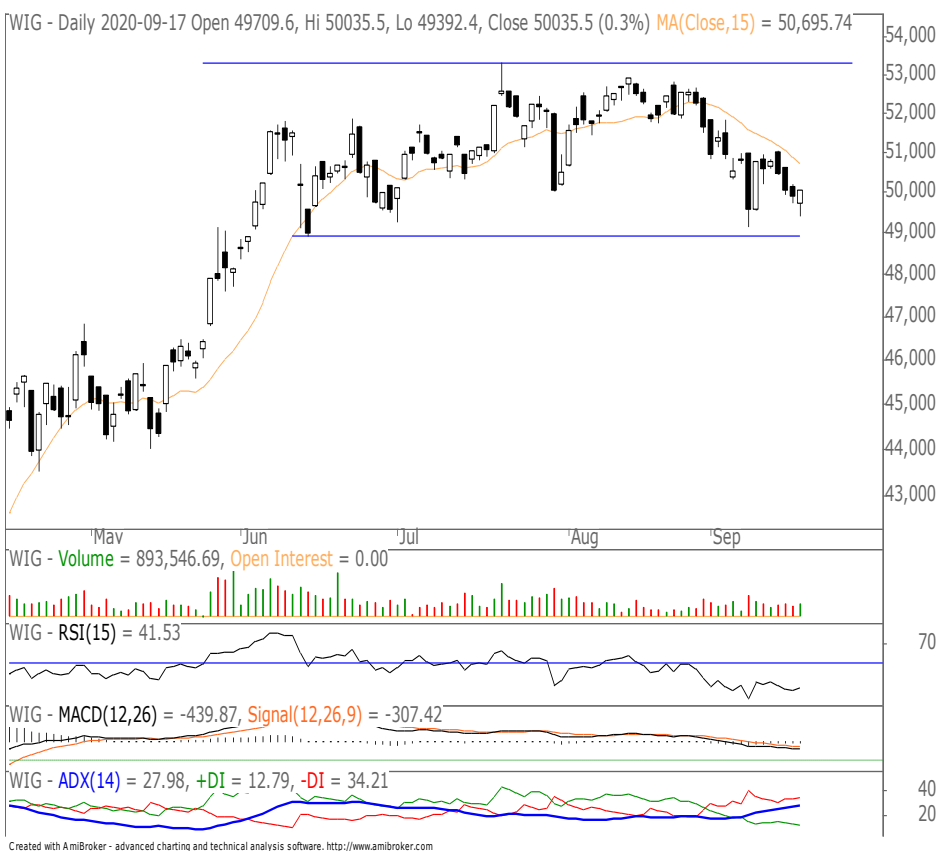 WIG - Daily 2020-09-17 Open 49709.6, Hi 50035.5, Lo 49392.4, Close 50035.5 (0.3%) MA(Close,15) = 50,695.74
54,000
53,000
52,000
51,000
50,000
49,000
48,000
47,000
46,000
45,000
44,000
43,000
May Jun Jul Aug Sep
WIG - Volume = 893,546.69, Open Interest = 0.00
WIG - RSI(15) = 41.53
70
WIG - MACD(12,26) = -439.87, Signal(12,26,9) = -307.42
WIG - ADX(14) = 27.98, +DI = 12.79, -DI = 34.21
40
20
Created with AmiBroker - advanced charting and technical analysis software. http://www.amibroker.com